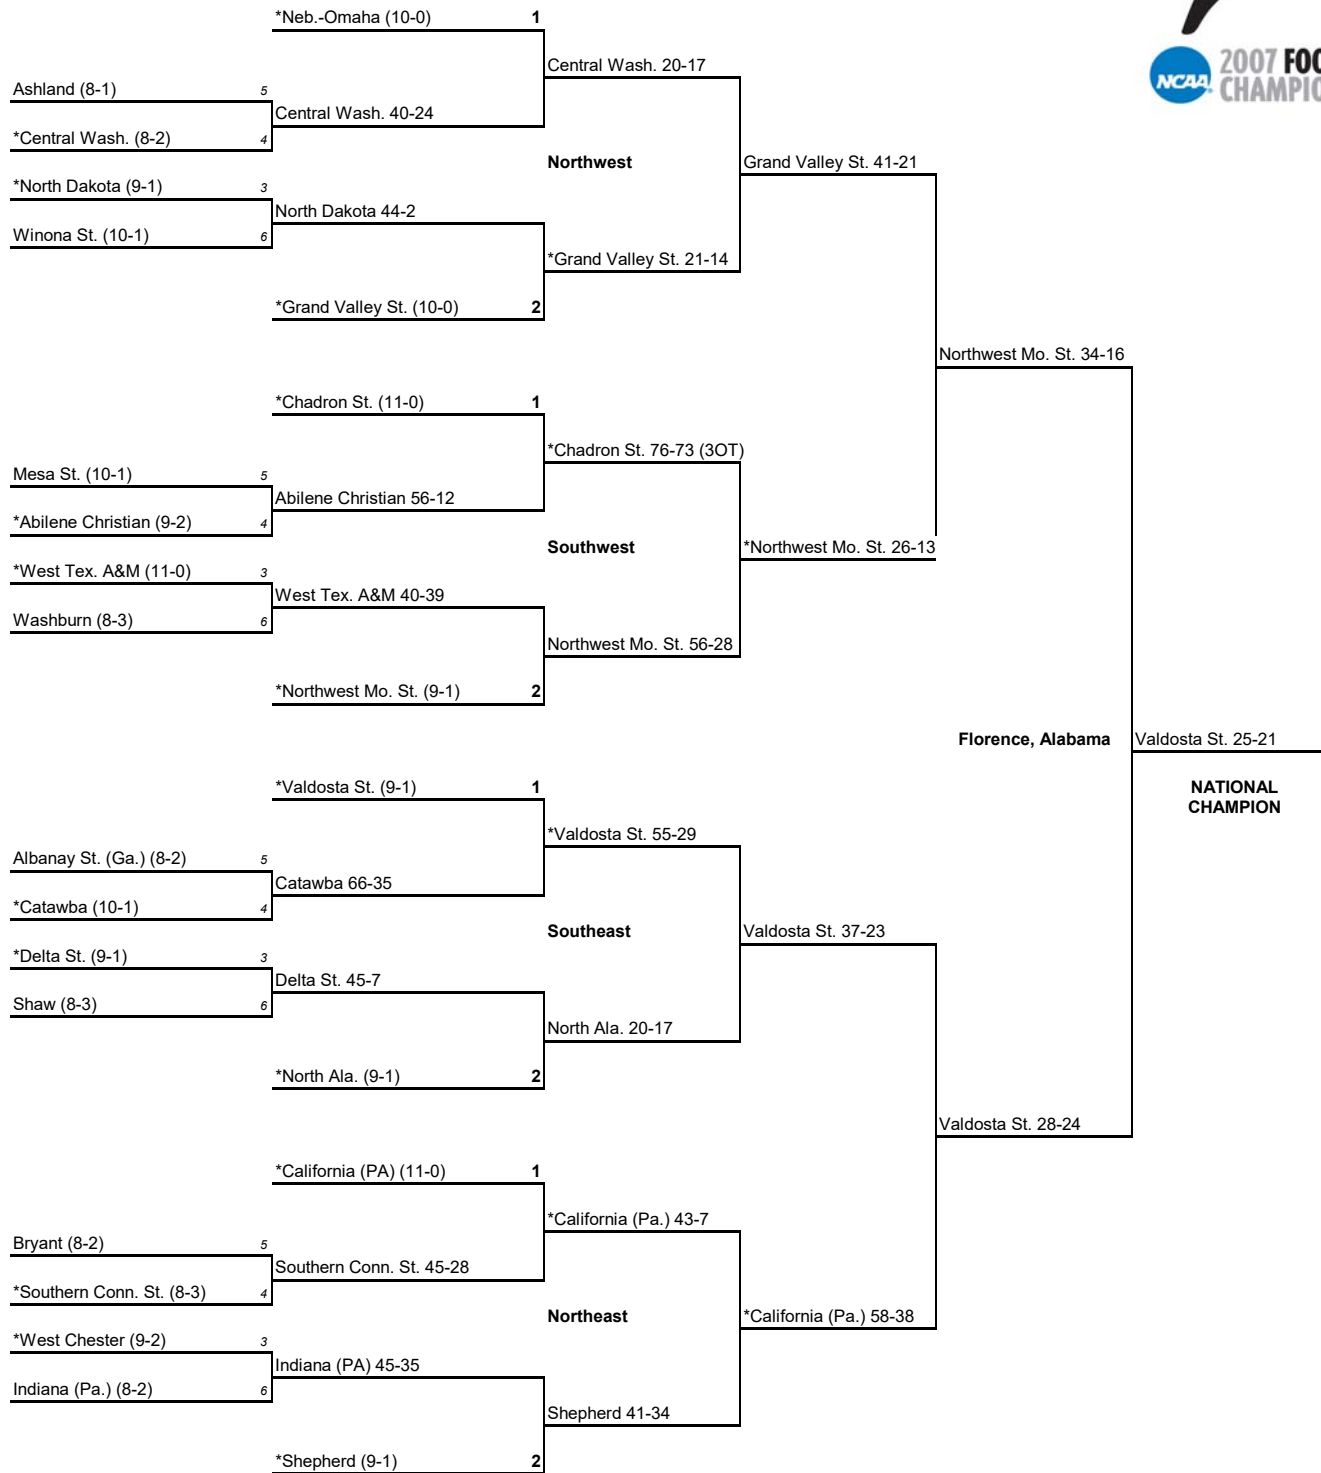 *Neb.-Omaha (10-0) 1
Central Wash. 20-17
NCAA 2007 FOO
CHAMPIO
Ashland (8-1) 5
Central Wash. 40-24
*Central Wash. (8-2) 4
Northwest
Grand Valley St. 41-21
*North Dakota (9-1) 3
North Dakota 44-2
Winona St. (10-1) 6
*Grand Valley St. 21-14
*Grand Valley St. (10-0) 2
Northwest Mo. St. 34-16
*Chadron St. (11-0) 1
*Chadron St. 76-73 (3OT)
Mesa St. (10-1) 5
Abilene Christian 56-12
*Abilene Christian (9-2) 4
Southwest
*Northwest Mo. St. 26-13
*West Tex. A&M (11-0) 3
West Tex. A&M 40-39
Washburn (8-3) 6
Northwest Mo. St. 56-28
*Northwest Mo. St. (9-1) 2
Florence, Alabama
Valdosta St. 25-21
NATIONAL
CHAMPION
*Valdosta St. (9-1) 1
*Valdosta St. 55-29
Albanay St. (Ga.) (8-2) 5
Catawba 66-35
*Catawba (10-1) 4
Southeast
Valdosta St. 37-23
*Delta St. (9-1) 3
Delta St. 45-7
Shaw (8-3) 6
North Ala. 20-17
*North Ala. (9-1) 2
Valdosta St. 28-24
*California (PA) (11-0) 1
*California (Pa.) 43-7
Bryant (8-2) 5
Southern Conn. St. 45-28
*Southern Conn. St. (8-3) 4
Northeast
*California (Pa.) 58-38
*West Chester (9-2) 3
Indiana (PA) 45-35
Indiana (Pa.) (8-2) 6
Shepherd 41-34
*Shepherd (9-1) 2